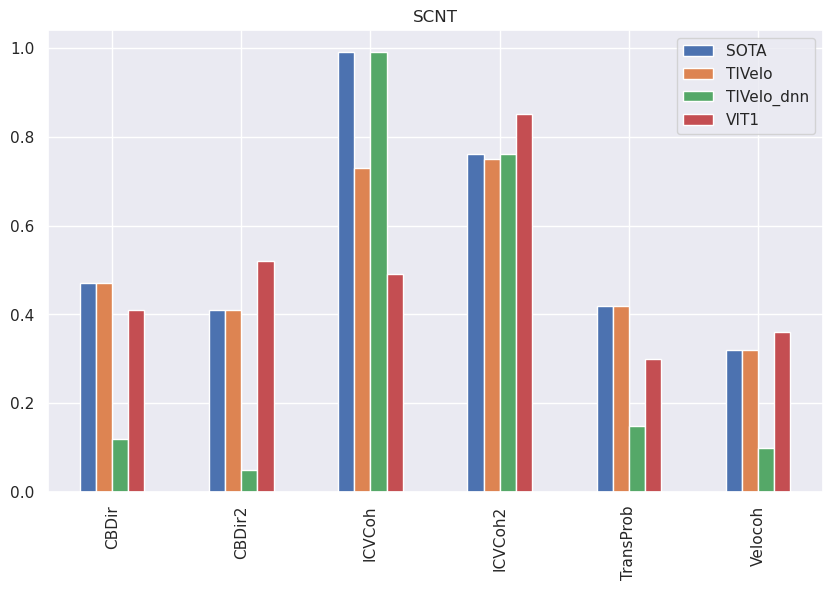 SCNT
SOTA
TIVelo
TIVelo_dnn
VIT1
1.0
0.8
0.6
0.4
0.2
0.0
CBDir
CBDir2
ICVCoh
ICVCoh2
TransProb
Velocoh